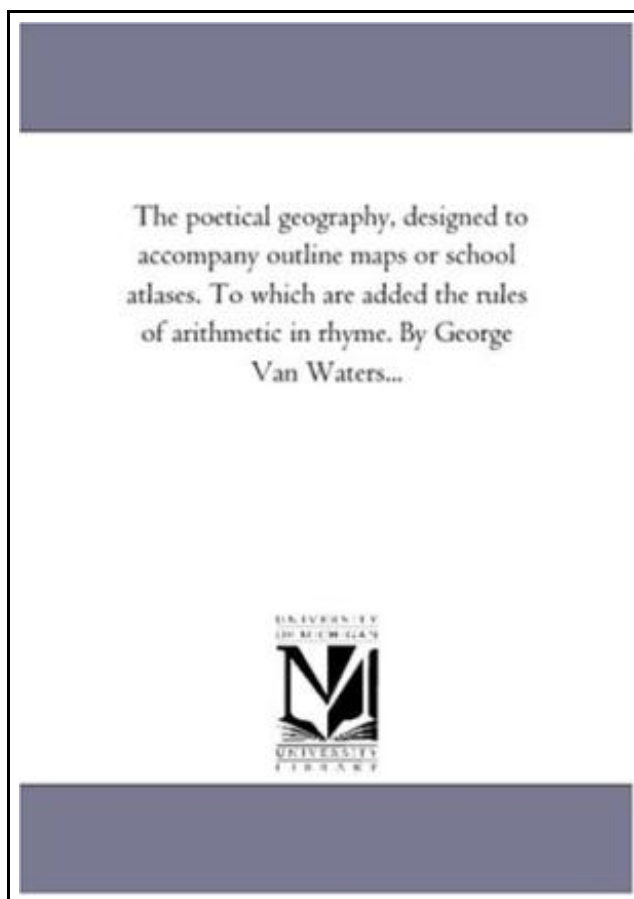 The poetical geography, designed to
accompany outline maps or school
atlases. To which are added the rules
of arithmetic in rhyme. By George
Van Waters...
UNIVERSITY
OF MICHIGAN
UNIVERSITY
LIBRARY